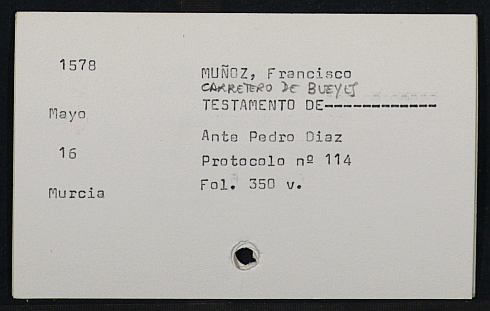 1578
MUÑOZ, Francisco
CARRETERO DE BUEYES
TESTAMENTO DE------------
Mayo
Ante Pedro Diaz
16
Protocolo nº 114
Fol. 350 v.
Murcia